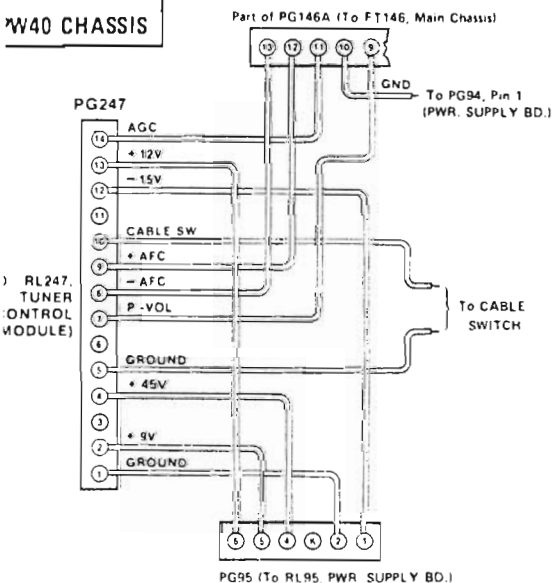 PW40 CHASSIS
Part of PG146A (To FT146, Main Chassis)
13 12 11 10 9
GND
To PG94, Pin 1
(PWR. SUPPLY BD.)
PG247
14 AGC
13 + 12V
12 - 15V
11
10 CABLE SW
9 + AFC
8 - AFC
7 P-VOL
6
5 GROUND
4 + 45V
3
2 + 9V
1 GROUND
) RL247,
TUNER
CONTROL
MODULE)
To CABLE
SWITCH
6 5 4 K 2 1
PG95 (To RL95, PWR. SUPPLY BD.)